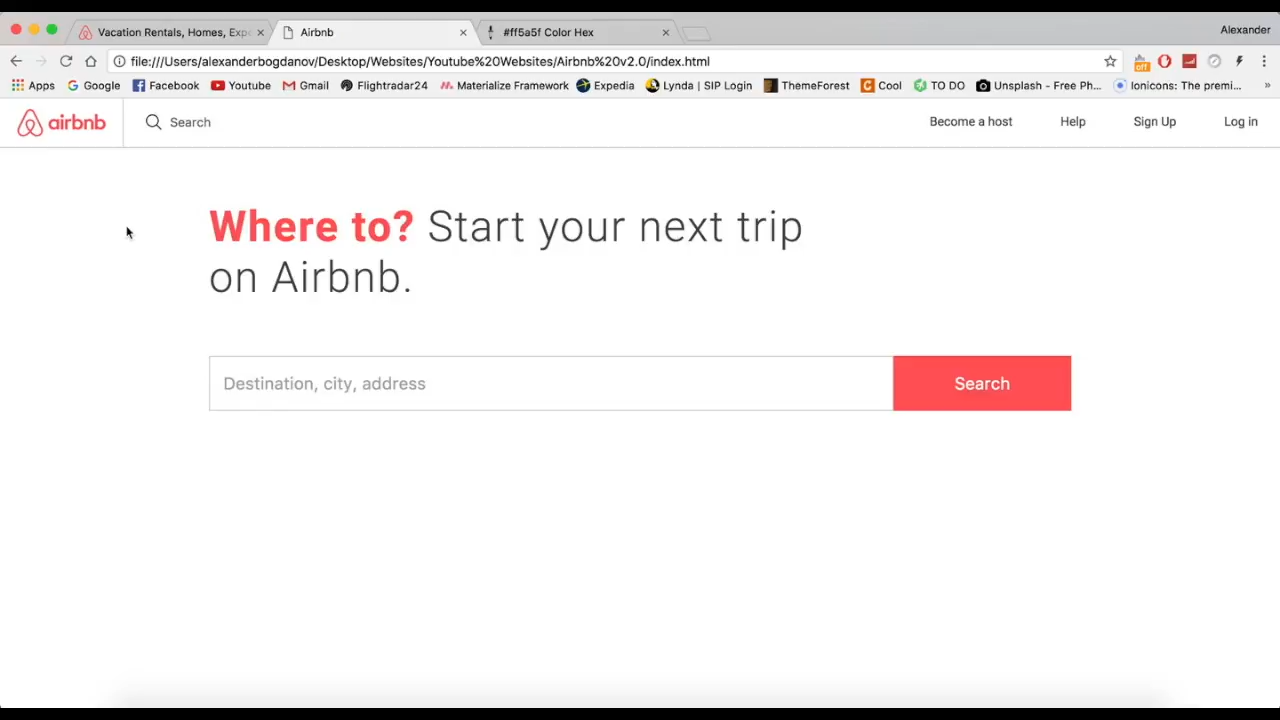 Vacation Rentals, Homes, Exp
Airbnb
#ff5a5f Color Hex
Alexander
file:///Users/alexanderbogdanov/Desktop/Websites/Youtube%20Websites/Airbnb%20v2.0/index.html
off
Apps
Google
Facebook
Youtube
Gmail
Flightradar24
Materialize Framework
Expedia
Lynda | SIP Login
ThemeForest
Cool
TO DO
Unsplash - Free Ph...
Ionicons: The premi...
»
airbnb
Search
Become a host
Help
Sign Up
Log in
Where to? Start your next trip
on Airbnb.
Destination, city, address
Search